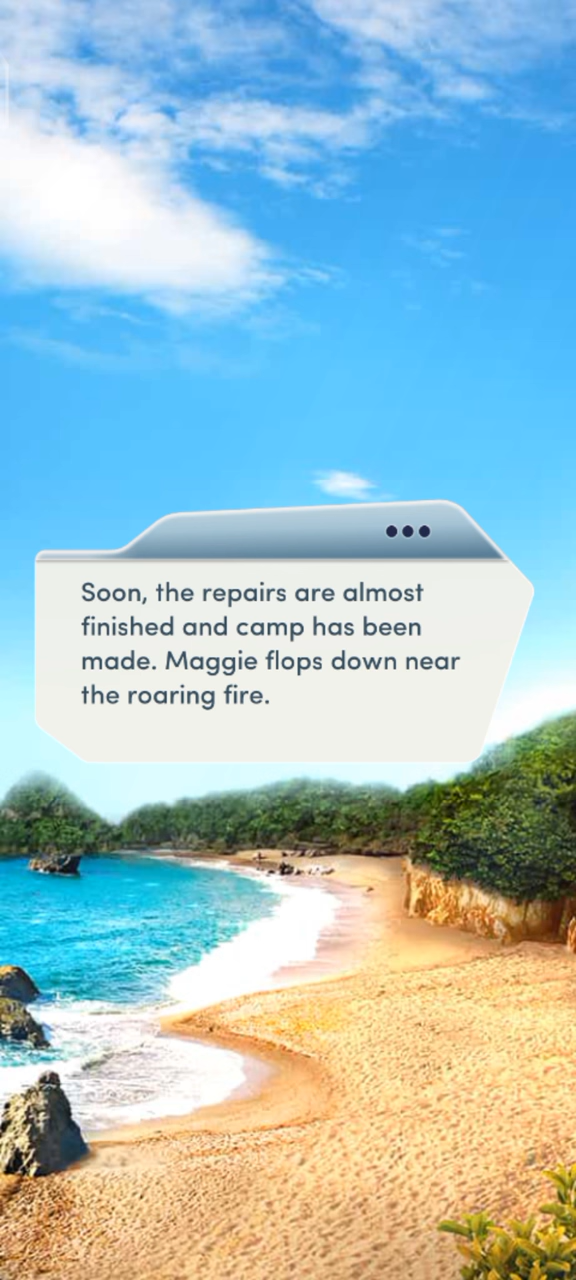 Soon, the repairs are almost
finished and camp has been
made. Maggie flops down near
the roaring fire.